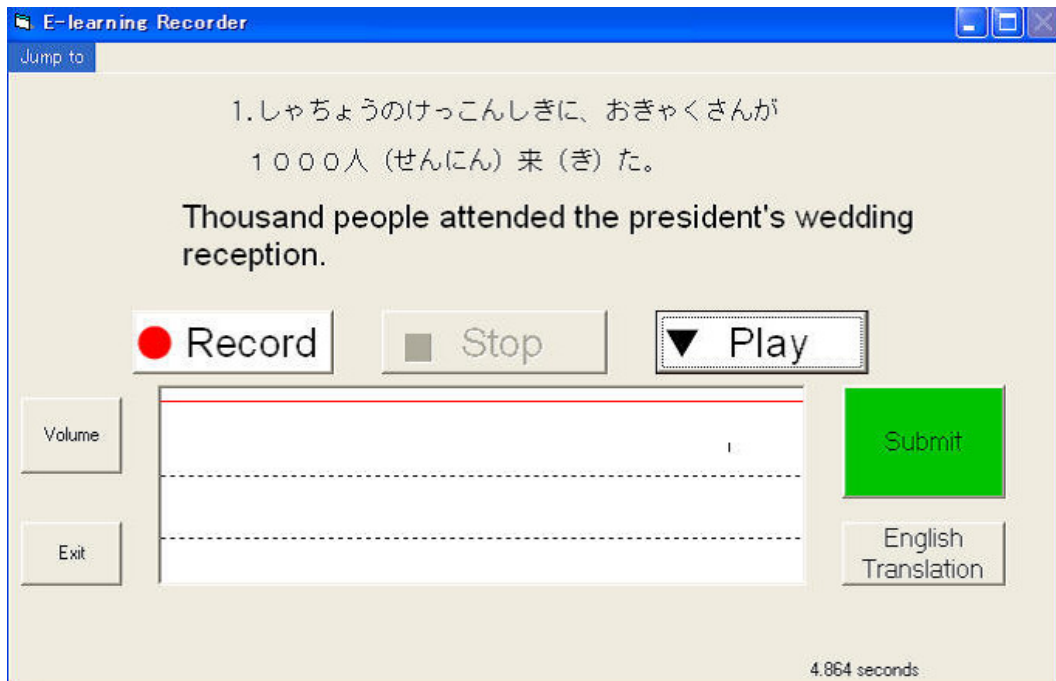 E-learning Recorder
Jump to
1.しゃちょうのけっこんしきに、おきゃくさんが
１０００人（せんにん）来（ぎ）た。
Thousand people attended the president's wedding
reception.
Record
Stop
Play
Volume
Submit
Exit
English
Translation
4.864 seconds